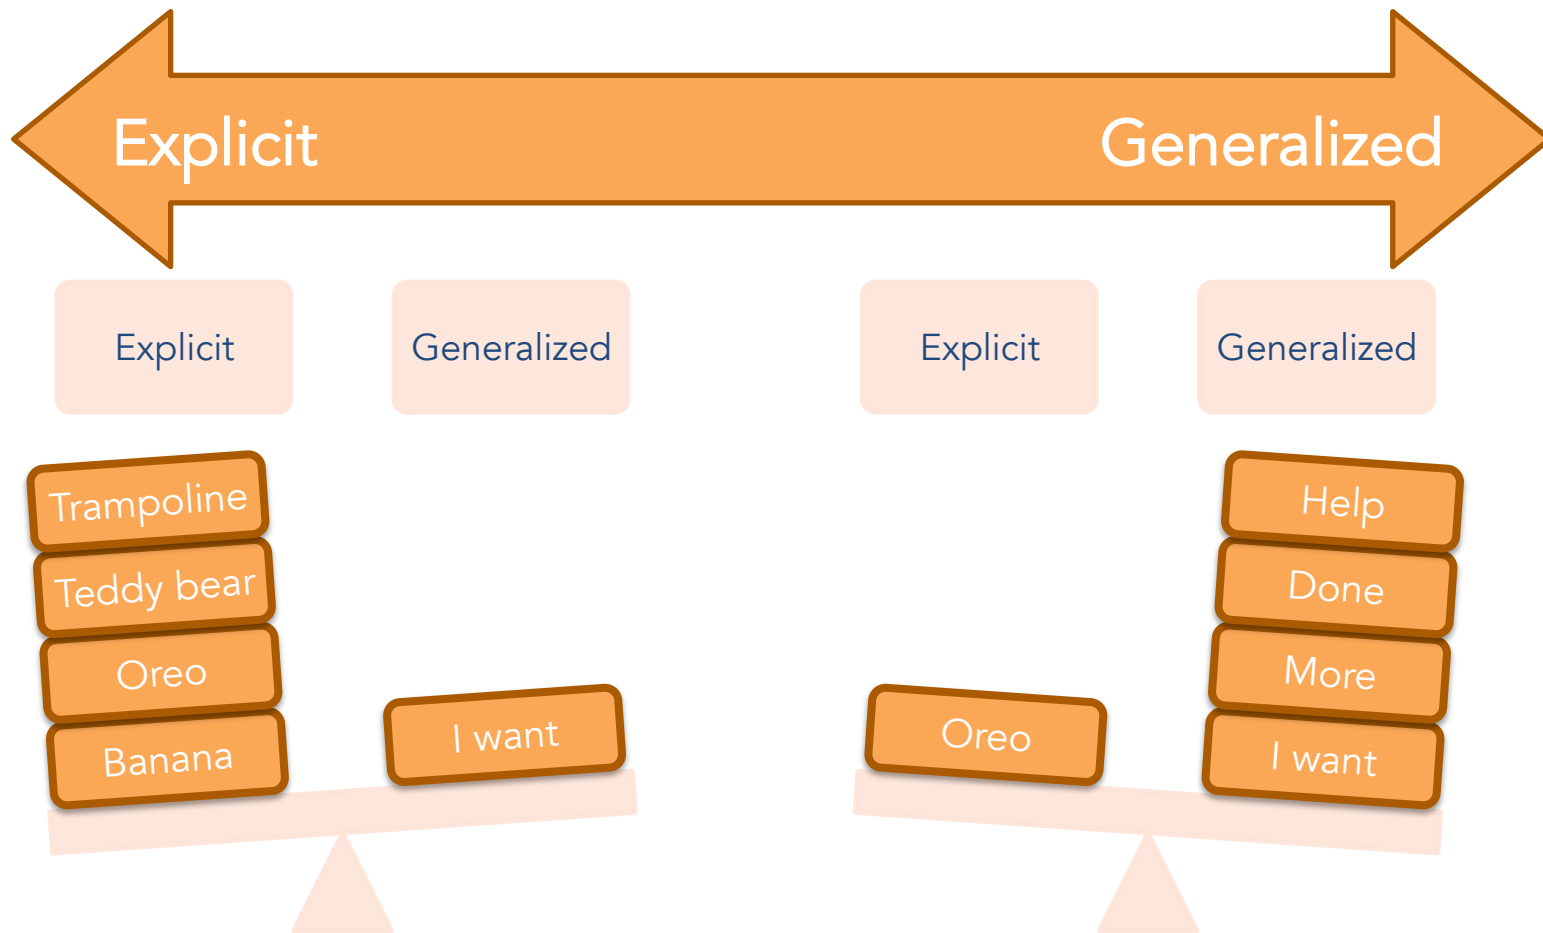 Explicit
Generalized
Explicit
Generalized
Trampoline
Teddy bear
Oreo
Banana
I want
Explicit
Generalized
Oreo
Help
Done
More
I want